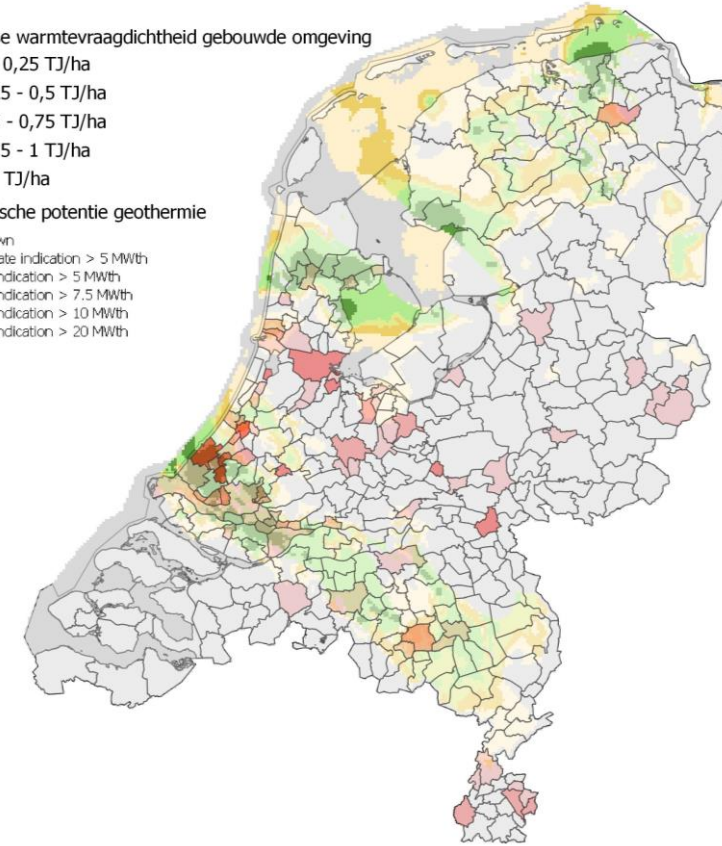 e warmtevraagdichtheid gebouwde omgeving
0,25 TJ/ha
5 - 0,5 TJ/ha
- 0,75 TJ/ha
5 - 1 TJ/ha
TJ/ha
sche potentie geothermie
wn
ate indication > 5 MWth
ndication > 5 MWth
ndication > 7.5 MWth
ndication > 10 MWth
ndication > 20 MWth